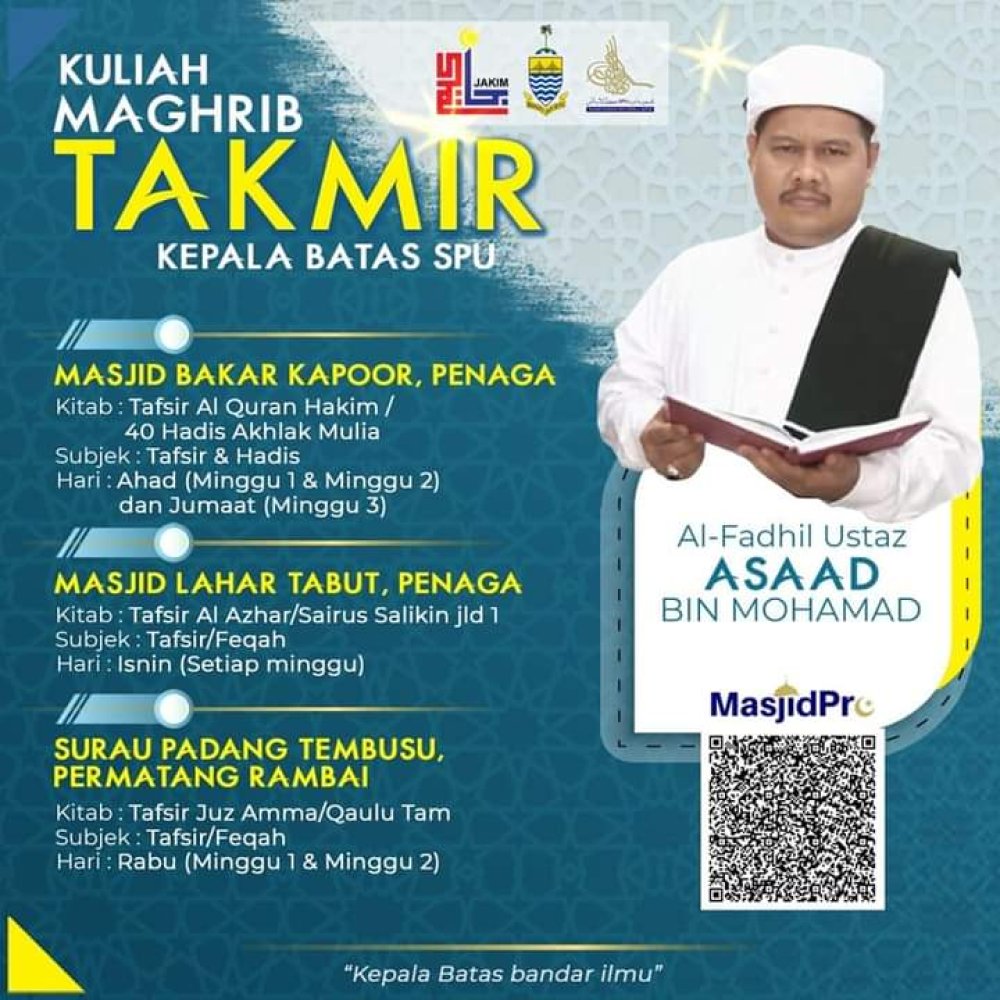 KULIAH
MAGHRIB
TAKMIR
KEPALA BATAS SPU
JAKIM
MASJID BAKAR KAPOOR, PENAGA
Kitab : Tafsir Al Quran Hakim /
40 Hadis Akhlak Mulia
Subjek : Tafsir & Hadis
Hari : Ahad (Minggu 1 & Minggu 2)
dan Jumaat (Minggu 3)
MASJID LAHAR TABUT, PENAGA
Kitab : Tafsir Al Azhar/Sairus Salikin jld 1
Subjek : Tafsir/Feqah
Hari : Isnin (Setiap minggu)
SURAU PADANG TEMBUSU,
PERMATANG RAMBAI
Kitab : Tafsir Juz Amma/Qaulu Tam
Subjek : Tafsir/Feqah
Hari : Rabu (Minggu 1 & Minggu 2)
Al-Fadhil Ustaz
ASAAD
BIN MOHAMAD
MasjidPro
“Kepala Batas bandar ilmu”